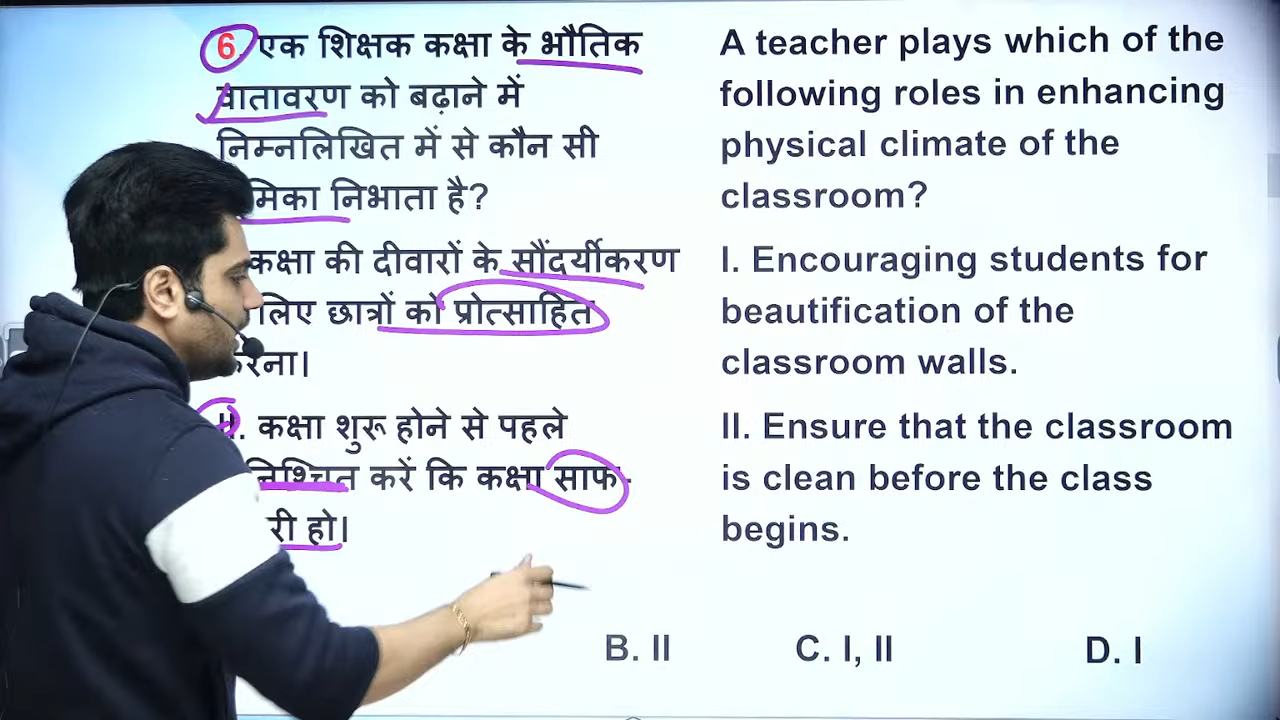 6. एक शिक्षक कक्षा के भौतिक
वातावरण को बढ़ाने में
निम्नलिखित में से कौन सी
मिका निभाता है?
कक्षा की दीवारों के सौंदर्यीकरण
लिए छात्रों को प्रोत्साहित
करना।
II. कक्षा शुरू होने से पहले
निश्चित करें कि कक्षा साफ-
री हो।
A teacher plays which of the
following roles in enhancing
physical climate of the
classroom?
I. Encouraging students for
beautification of the
classroom walls.
II. Ensure that the classroom
is clean before the class
begins.
B. II C. I, II D. I